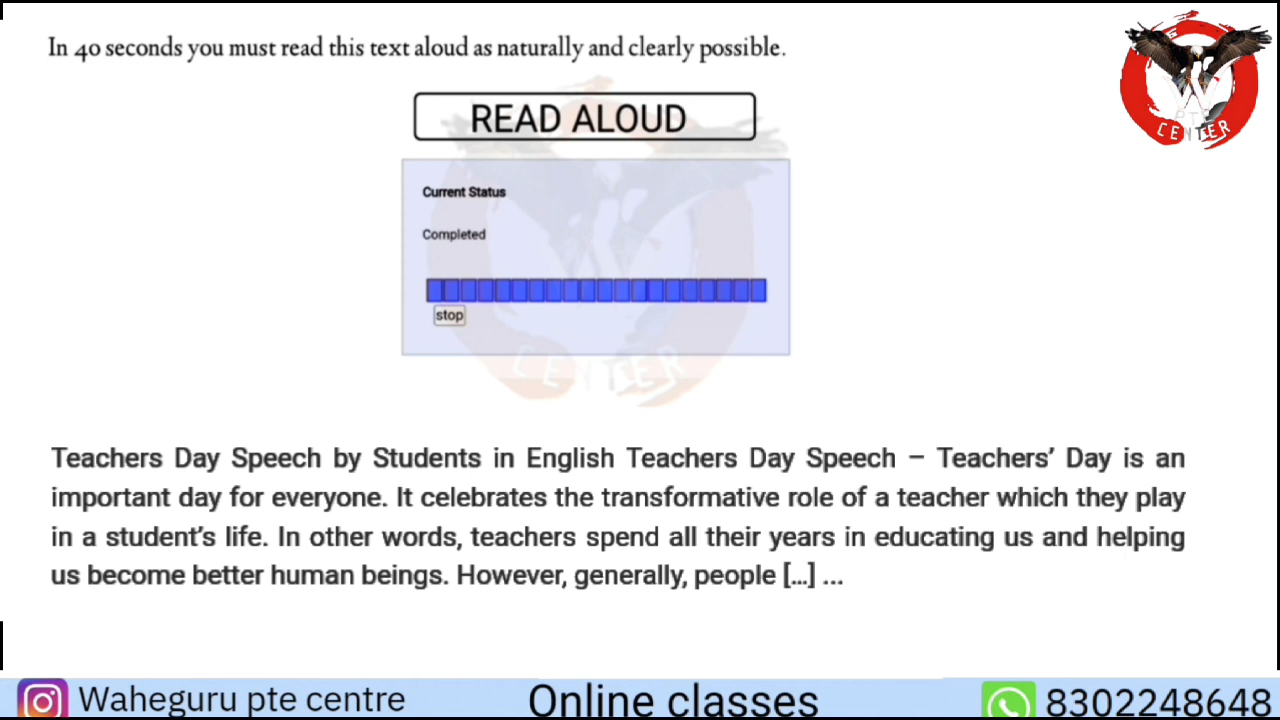 In 40 seconds you must read this text aloud as naturally and clearly possible.
W
PTE
CENTER
READ ALOUD
Current Status
Completed
stop
CENTER
Teachers Day Speech by Students in English Teachers Day Speech – Teachers’ Day is an
important day for everyone. It celebrates the transformative role of a teacher which they play
in a student’s life. In other words, teachers spend all their years in educating us and helping
us become better human beings. However, generally, people [...] ...
Waheguru pte centre
Online classes
8302248648